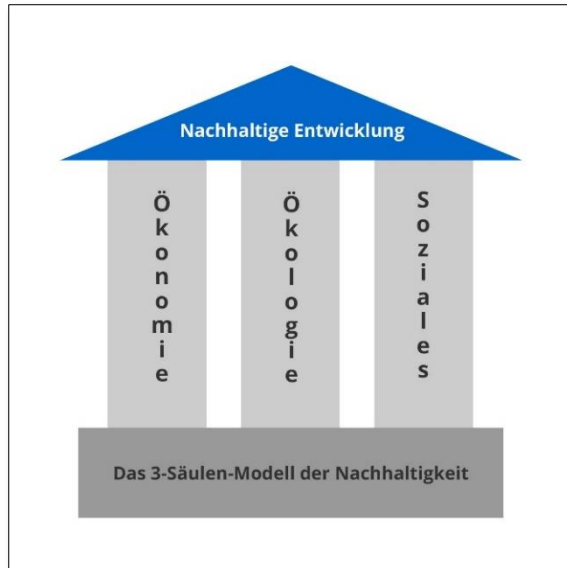 Nachhaltige Entwicklung
Ökonomie
Ökologie
Soziales
Das 3-Säulen-Modell der Nachhaltigkeit